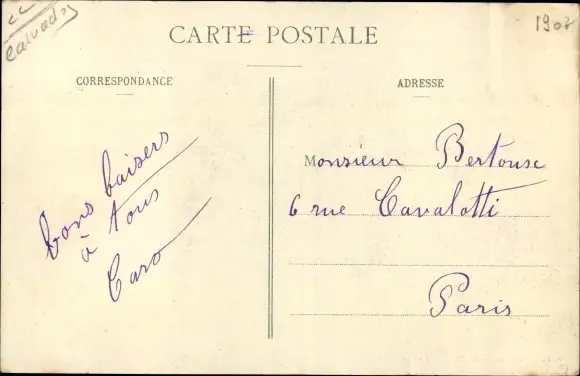 Calvados
1907
CARTE POSTALE
CORRESPONDANCE
bons baisers
à tous
Caro
ADRESSE
Monsieur Bertouse
6 rue Cavalotti
Paris